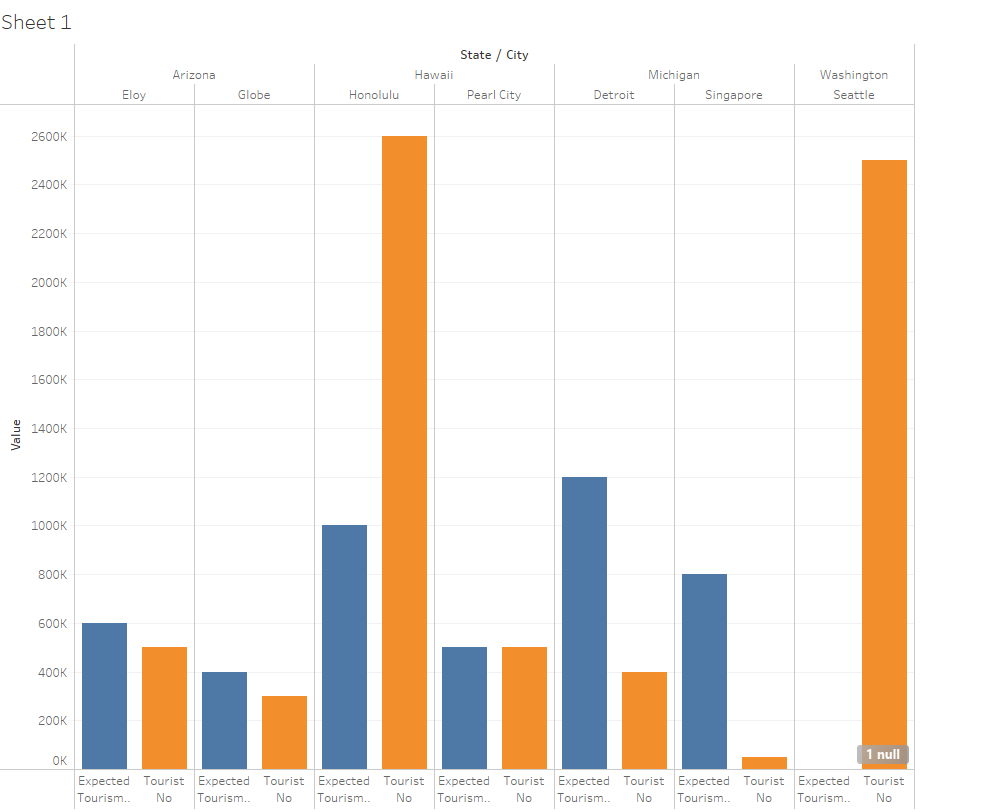 Sheet 1
State / City
Arizona Hawaii Michigan Washington
Eloy Globe Honolulu Pearl City Detroit Singapore Seattle
2600K
2400K
2200K
2000K
1800K
1600K
1400K
1200K
1000K
800K
600K
400K
200K
0K
Value
1 null
Expected Tourist Expected Tourist Expected Tourist Expected Tourist Expected Tourist Expected Tourist Expected Tourist
Tourism.. No Tourism.. No Tourism.. No Tourism.. No Tourism.. No Tourism.. No Tourism.. No